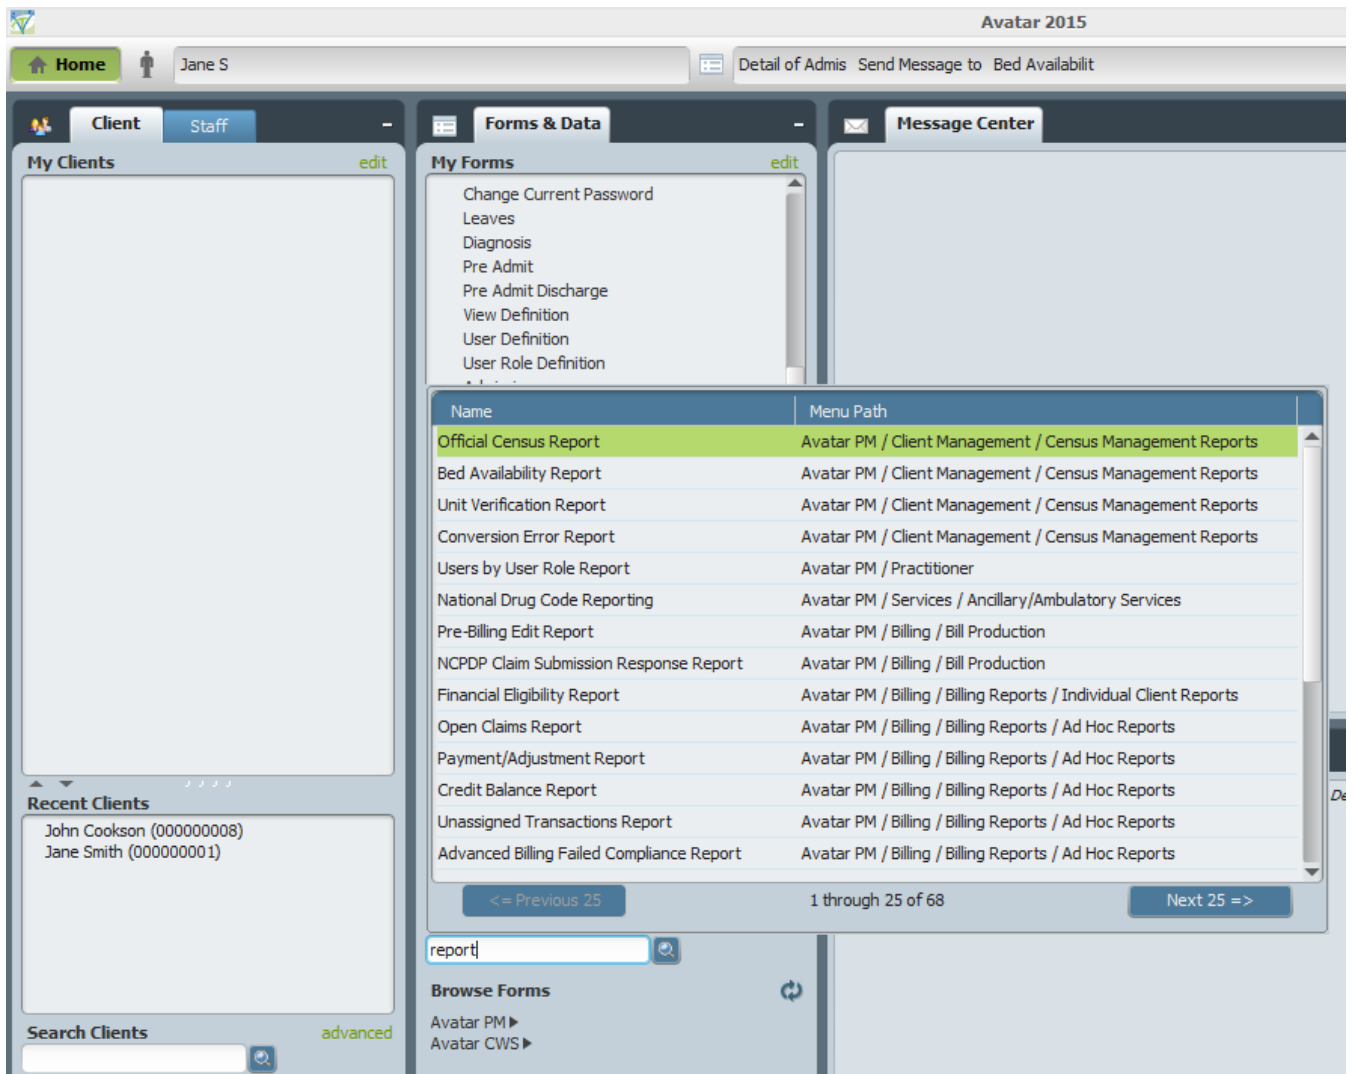 Avatar 2015
Home
Jane S
Detail of Admis Send Message to Bed Availabilit
Client
Staff
Forms & Data
Message Center
My Clients edit
My Forms edit
Change Current Password
Leaves
Diagnosis
Pre Admit
Pre Admit Discharge
View Definition
User Definition
User Role Definition
Name Menu Path
Official Census Report Avatar PM / Client Management / Census Management Reports
Bed Availability Report Avatar PM / Client Management / Census Management Reports
Unit Verification Report Avatar PM / Client Management / Census Management Reports
Conversion Error Report Avatar PM / Client Management / Census Management Reports
Users by User Role Report Avatar PM / Practitioner
National Drug Code Reporting Avatar PM / Services / Ancillary/Ambulatory Services
Pre-Billing Edit Report Avatar PM / Billing / Bill Production
NCPDP Claim Submission Response Report Avatar PM / Billing / Bill Production
Financial Eligibility Report Avatar PM / Billing / Billing Reports / Individual Client Reports
Open Claims Report Avatar PM / Billing / Billing Reports / Ad Hoc Reports
Payment/Adjustment Report Avatar PM / Billing / Billing Reports / Ad Hoc Reports
Credit Balance Report Avatar PM / Billing / Billing Reports / Ad Hoc Reports
Unassigned Transactions Report Avatar PM / Billing / Billing Reports / Ad Hoc Reports
Advanced Billing Failed Compliance Report Avatar PM / Billing / Billing Reports / Ad Hoc Reports
<= Previous 25 1 through 25 of 68 Next 25 =>
report
Browse Forms
Avatar PM
Avatar CWS
Recent Clients
John Cookson (000000008)
Jane Smith (000000001)
Search Clients advanced